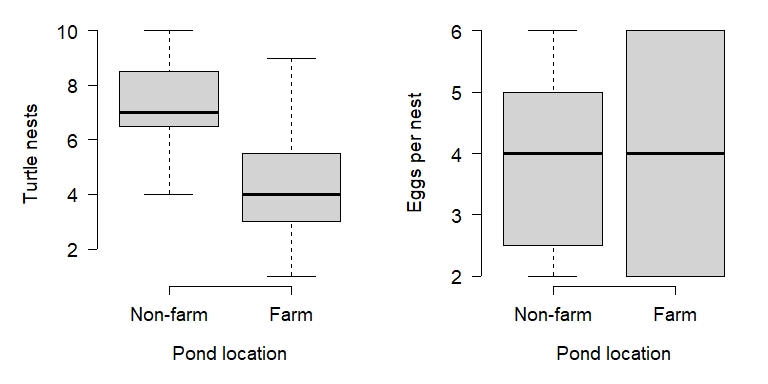 Turtle nests
10
8
6
4
2
Non-farm Farm
Pond location
Eggs per nest
6
5
4
3
2
Non-farm Farm
Pond location